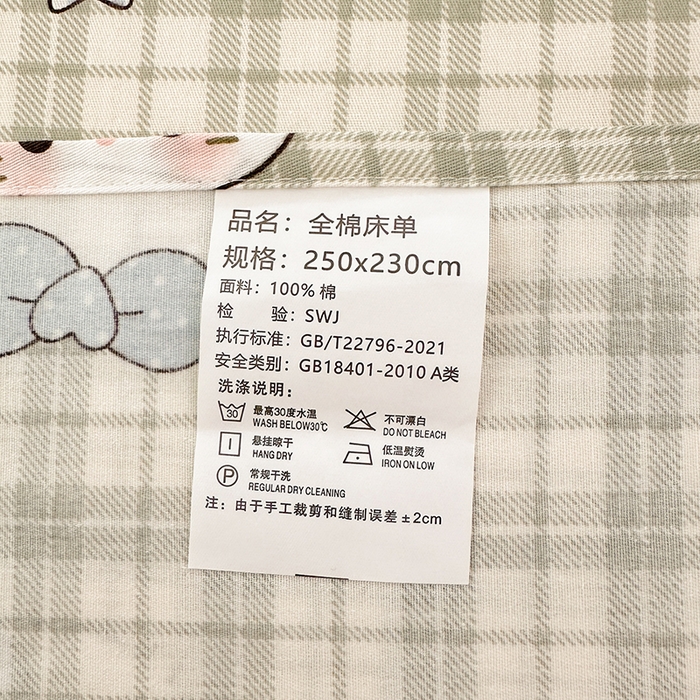 品名：全棉床单
规格：250x230cm
面料：100% 棉
检 验：SWJ
执行标准：GB/T22796-2021
安全类别：GB18401-2010 A类
洗涤说明：
30 最高30度水温 不可漂白
WASH BELOW30℃ DO NOT BLEACH
悬挂晾干 低温熨烫
HANG DRY IRON ON LOW
P 常规干洗
REGULAR DRY CLEANING
注：由于手工裁剪和缝制误差±2cm